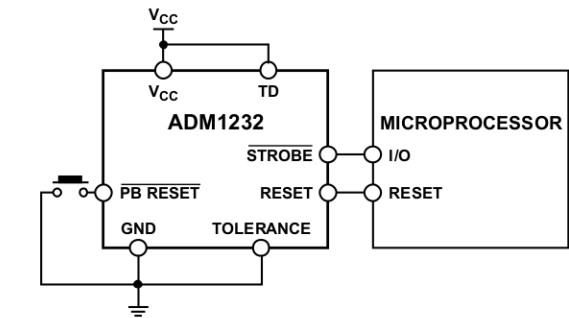 VCC
VCC TD
ADM1232 MICROPROCESSOR
STROBE I/O
PB RESET RESET RESET
GND TOLERANCE